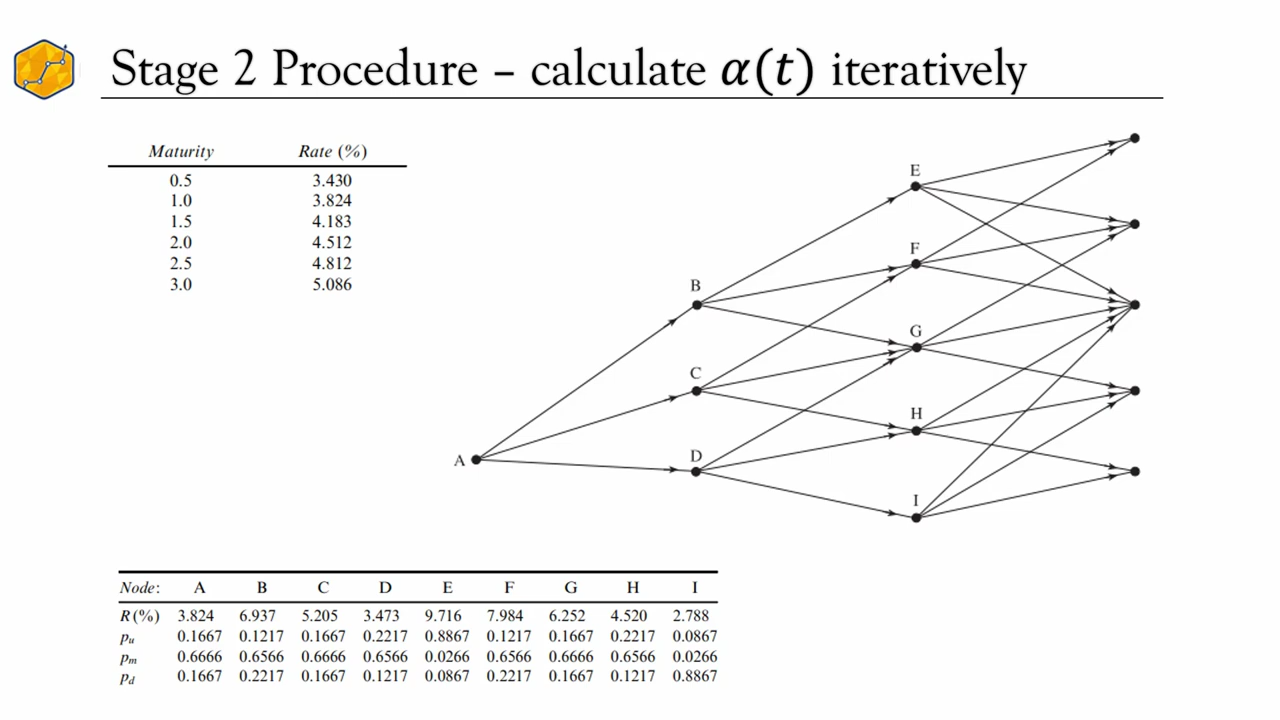 Stage 2 Procedure – calculate α(t) iteratively
Maturity Rate (%)
0.5 3.430
1.0 3.824
1.5 4.183
2.0 4.512
2.5 4.812
3.0 5.086
E
F
B
G
C
H
D
A
I
Node: A B C D E F G H I
R(%) 3.824 6.937 5.205 3.473 9.716 7.984 6.252 4.520 2.788
pu 0.1667 0.1217 0.1667 0.2217 0.8867 0.1217 0.1667 0.2217 0.0867
pm 0.6666 0.6566 0.6666 0.6566 0.0266 0.6566 0.6666 0.6566 0.0266
pd 0.1667 0.2217 0.1667 0.1217 0.0867 0.2217 0.1667 0.1217 0.8867